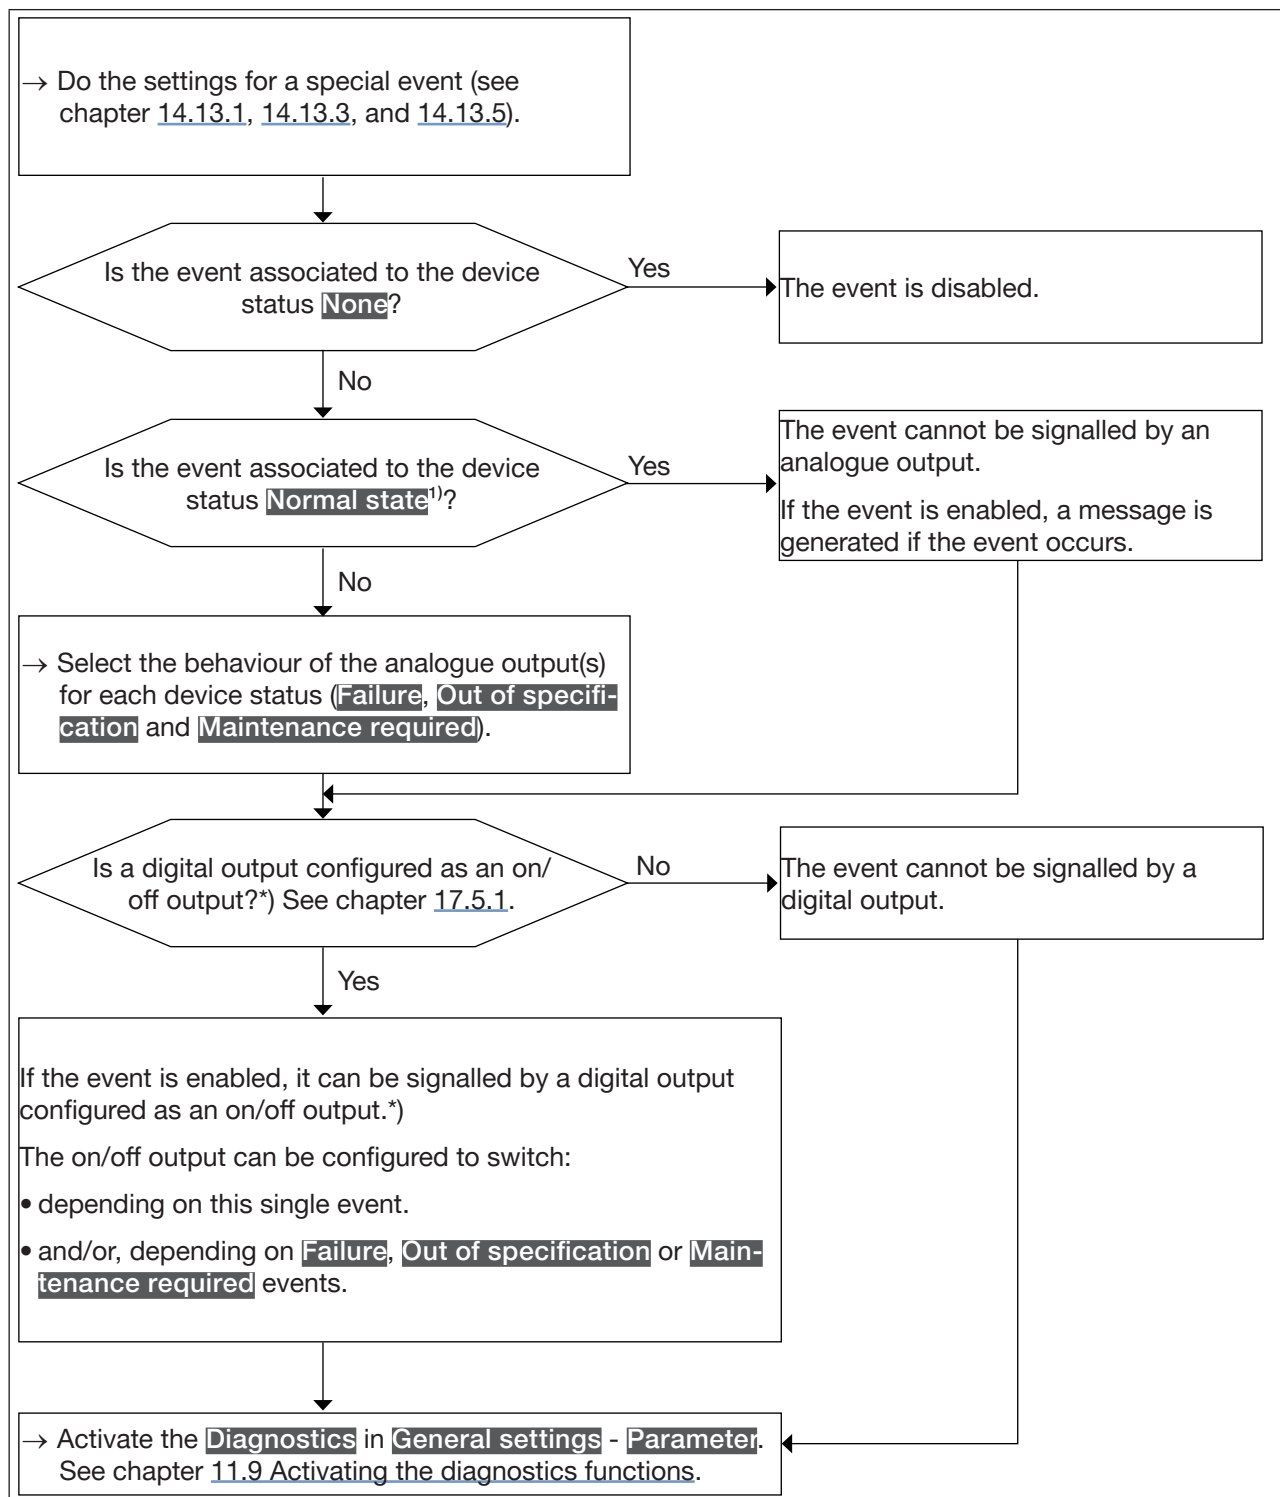 → Do the settings for a special event (see
chapter 14.13.1, 14.13.3, and 14.13.5).
Is the event associated to the device
status None?
Yes
The event is disabled.
No
Is the event associated to the device
status Normal state1)?
Yes
The event cannot be signalled by an
analogue output.
If the event is enabled, a message is
generated if the event occurs.
No
→ Select the behaviour of the analogue output(s)
for each device status (Failure, Out of specifi-
cation and Maintenance required).
Is a digital output configured as an on/
off output?*) See chapter 17.5.1.
No
The event cannot be signalled by a
digital output.
Yes
If the event is enabled, it can be signalled by a digital output
configured as an on/off output.*)
The on/off output can be configured to switch:
• depending on this single event.
• and/or, depending on Failure, Out of specification or Main-
tenance required events.
→ Activate the Diagnostics in General settings - Parameter.
See chapter 11.9 Activating the diagnostics functions.